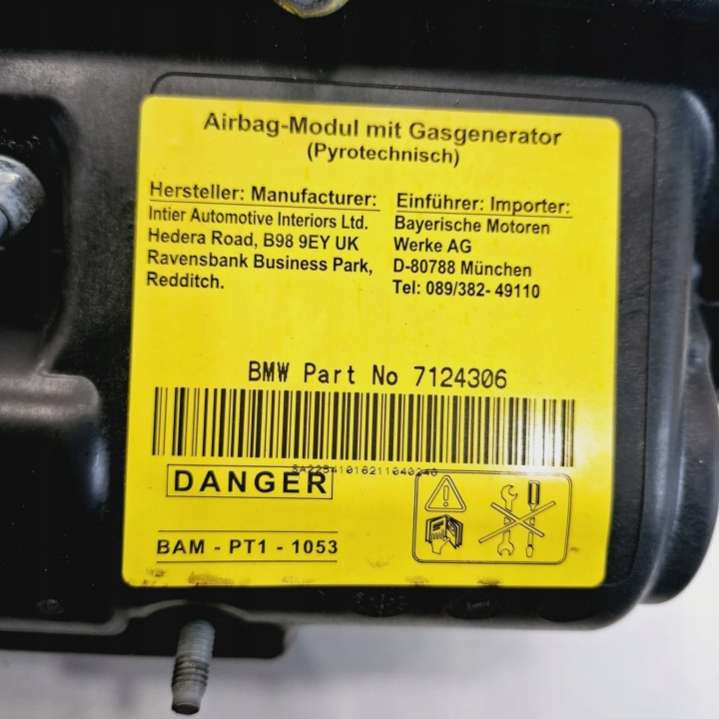 Airbag-Modul mit Gasgenerator
(Pyrotechnisch)
Hersteller: Manufacturer:
Intier Automotive Interiors Ltd.
Hedera Road, B98 9EY UK
Ravensbank Business Park,
Redditch.
Einführer: Importer:
Bayerische Motoren
Werke AG
D-80788 München
Tel: 089/382- 49110
BMW Part No 7124306
DANGER
BAM - PT1 - 1053